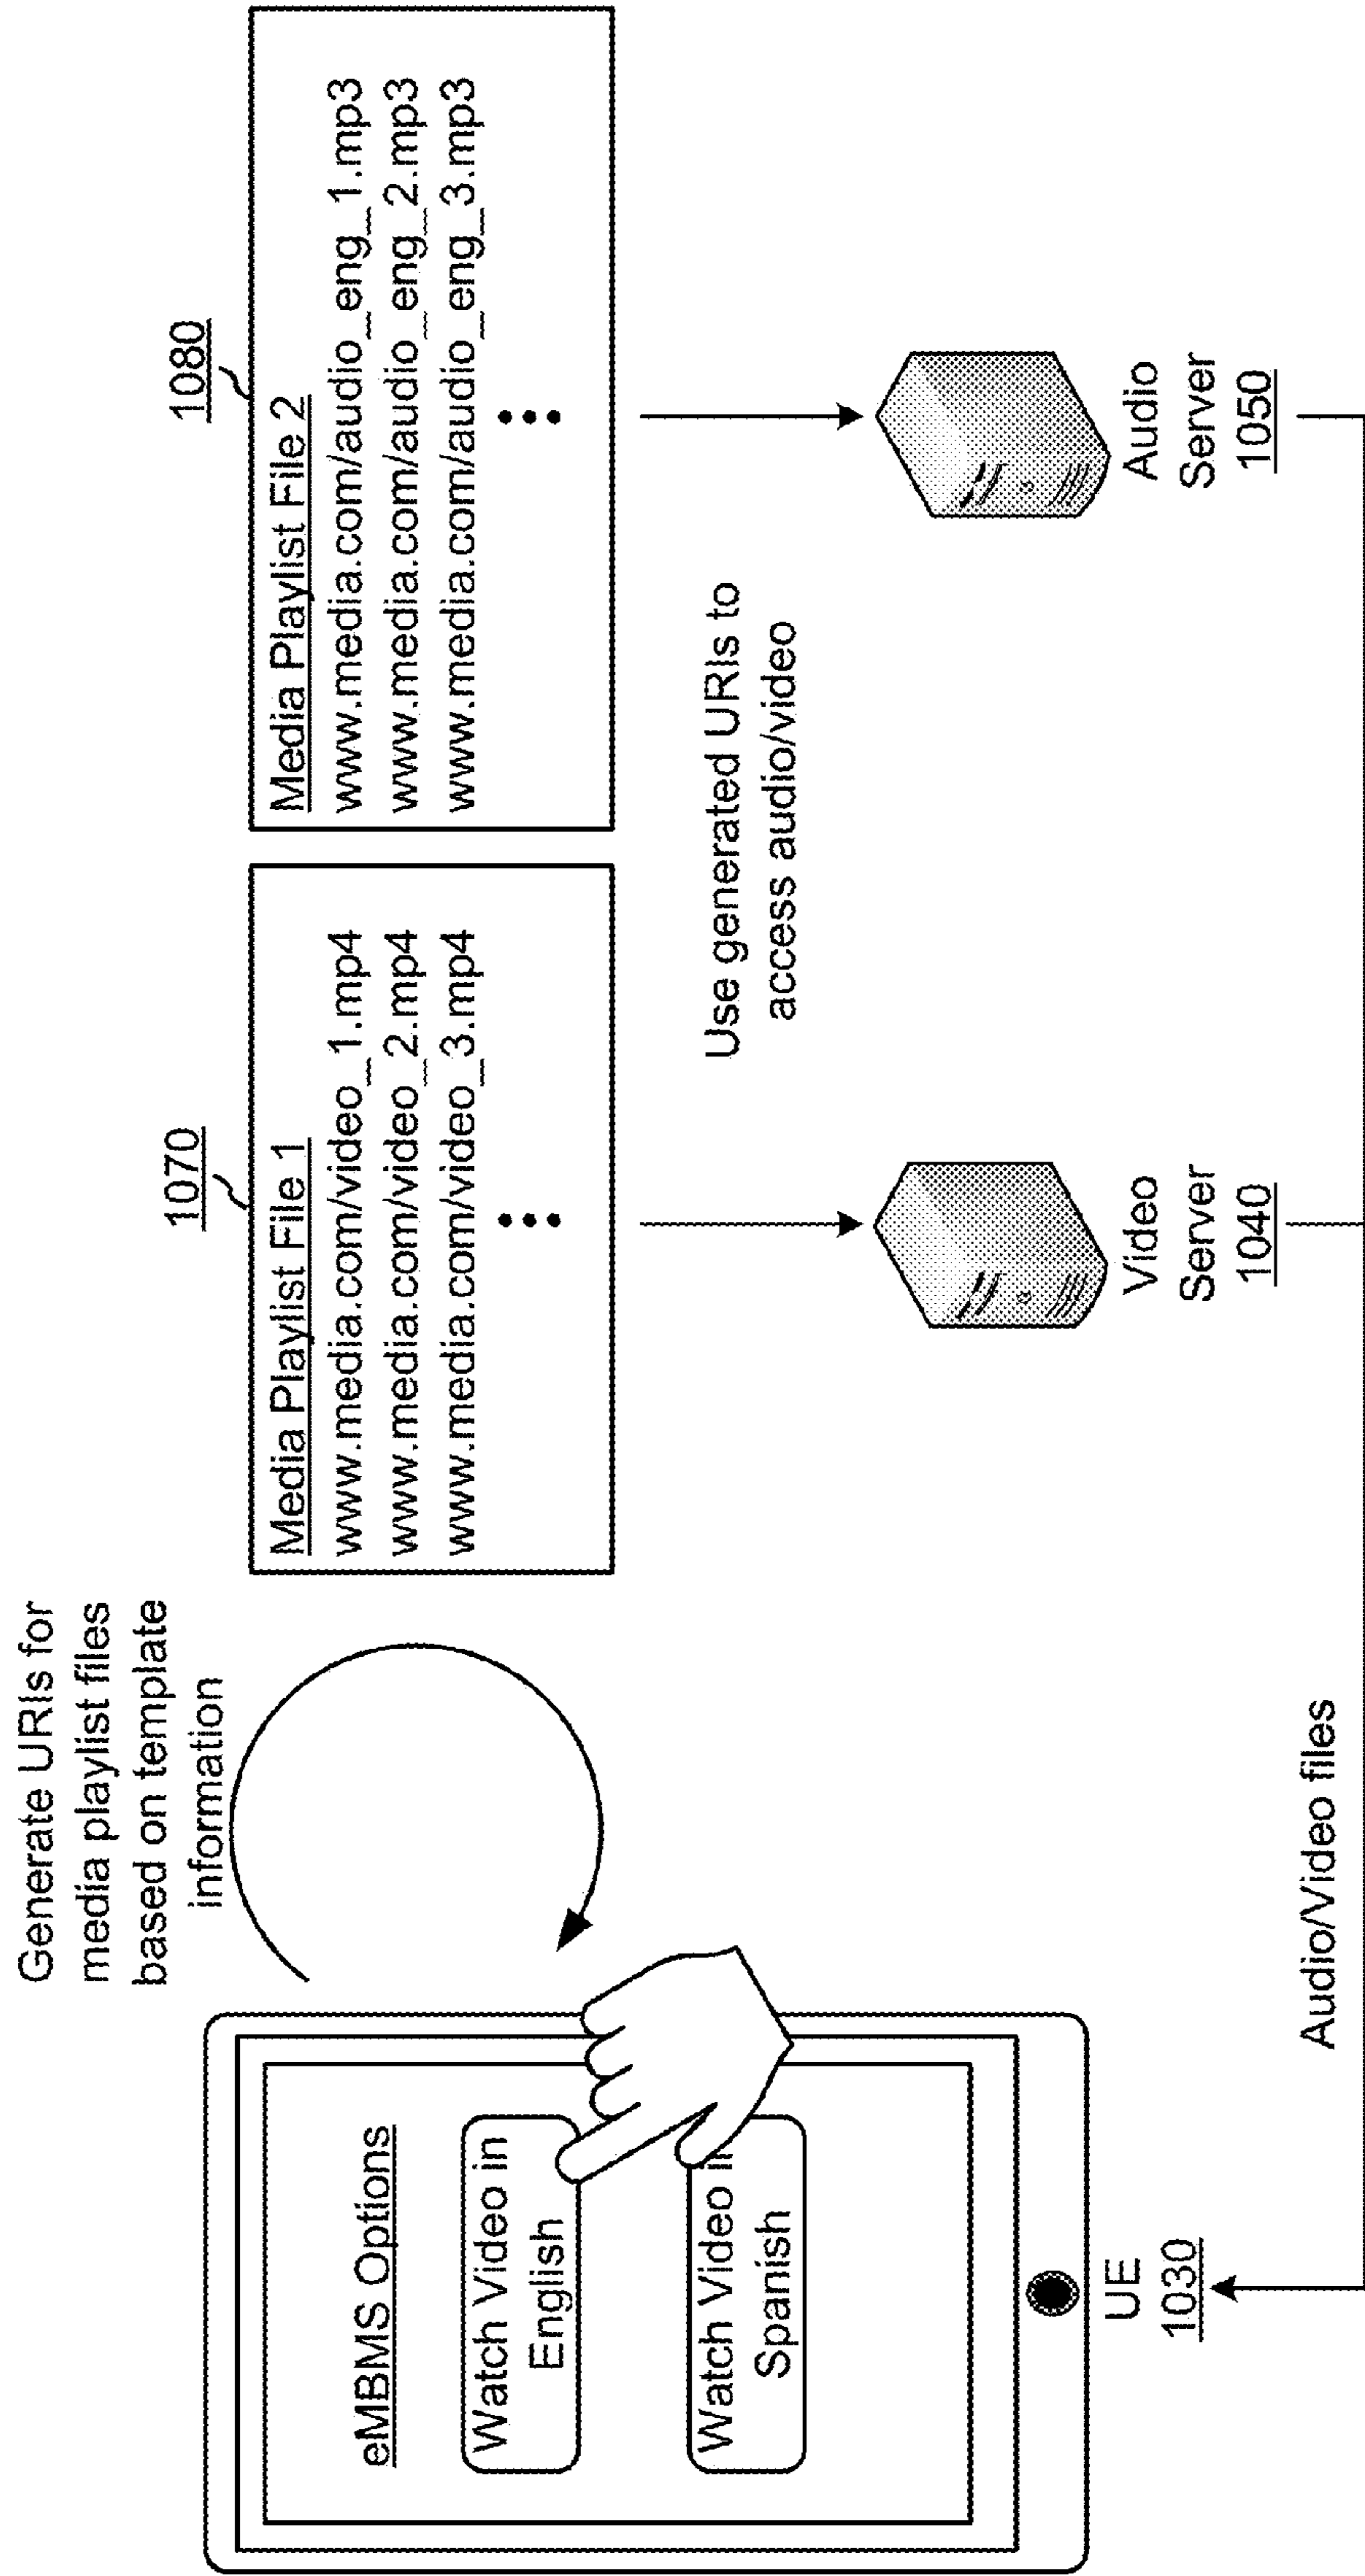 Generate URIs for
media playlist files
based on template
information
eMBMS Options
Watch Video in
English
Watch Video in
Spanish
UE
1030
1070
Media Playlist File 1
www.media.com/video_1.mp4
www.media.com/video_2.mp4
www.media.com/video_3.mp4
1080
Media Playlist File 2
www.media.com/audio_eng_1.mp3
www.media.com/audio_eng_2.mp3
www.media.com/audio_eng_3.mp3
Use generated URIs to
access audio/video
Video
Server
1040
Audio
Server
1050
Audio/Video files